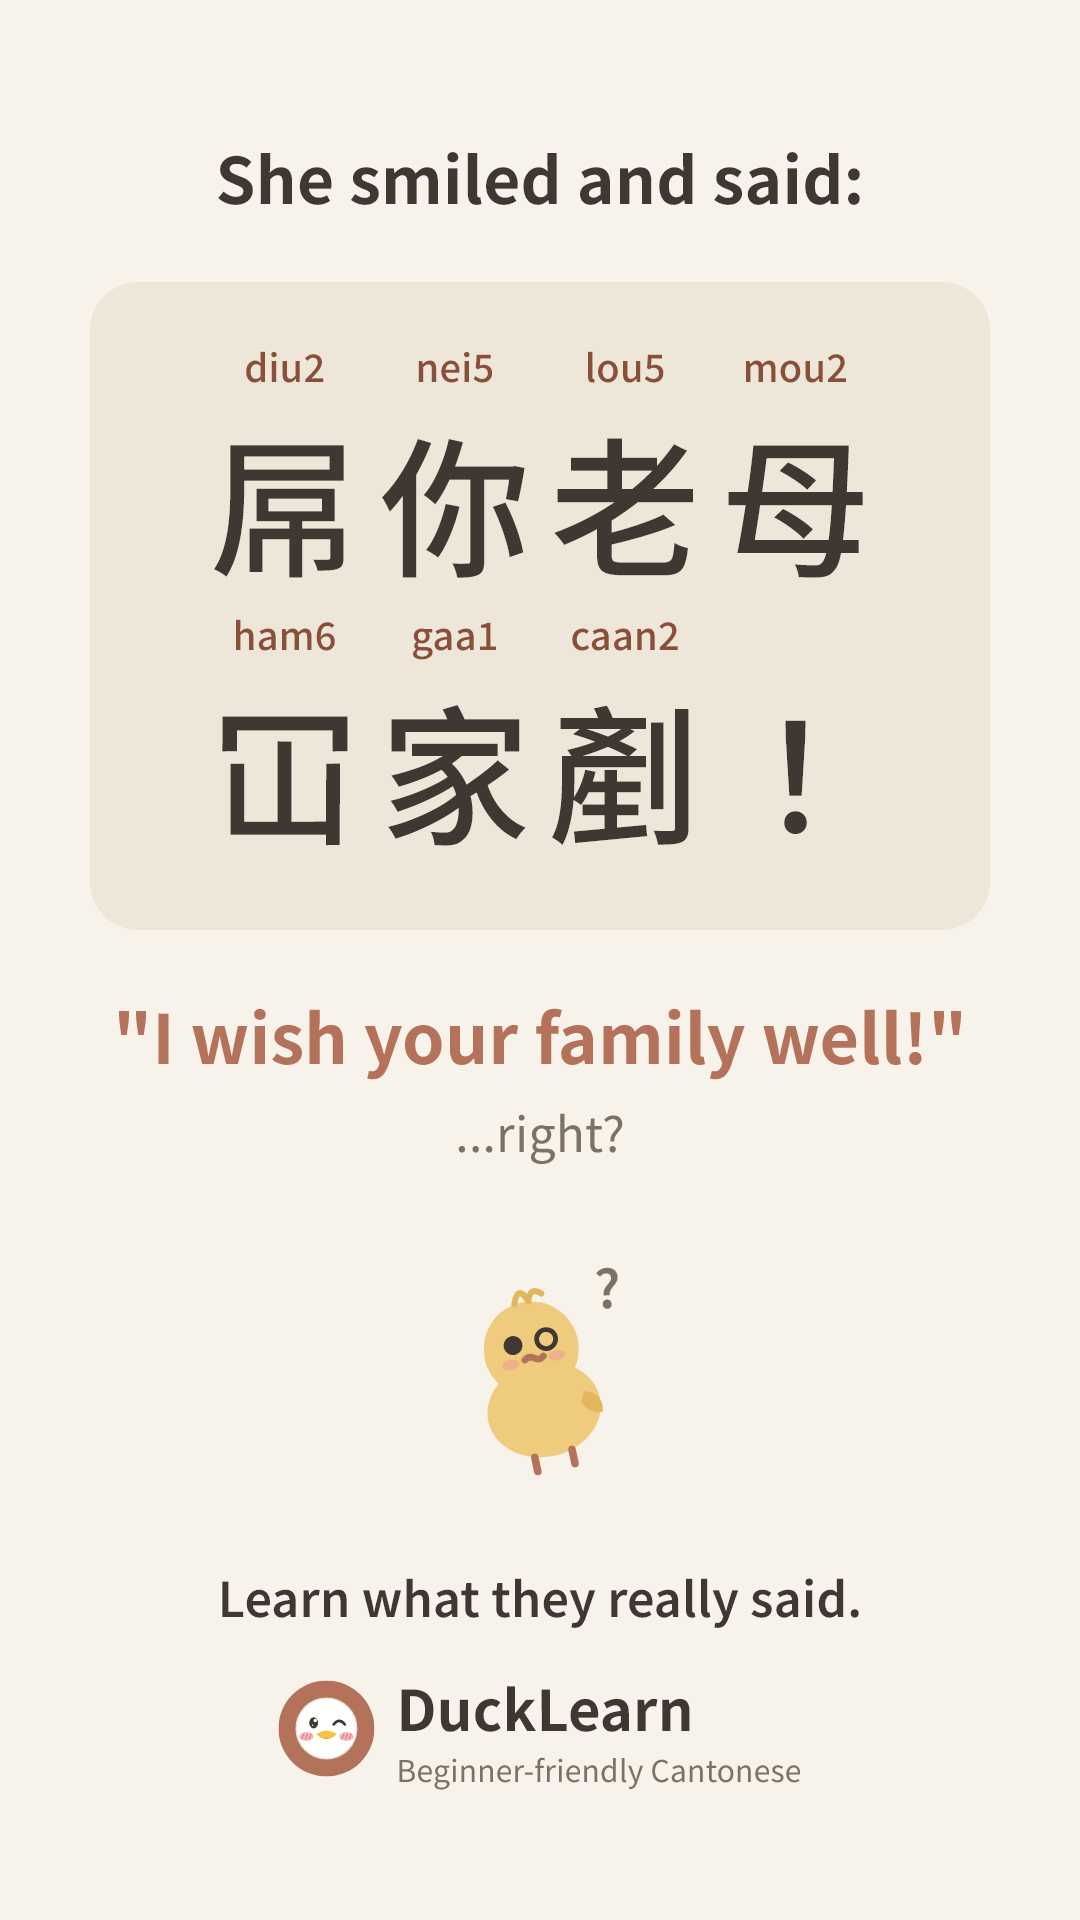 She smiled and said:
diu2 nei5 lou5 mou2
屌你老母
ham6 gaa1 caan2
冚家剷！
"I wish your family well!"
...right?
?
Learn what they really said.
DuckLearn
Beginner-friendly Cantonese